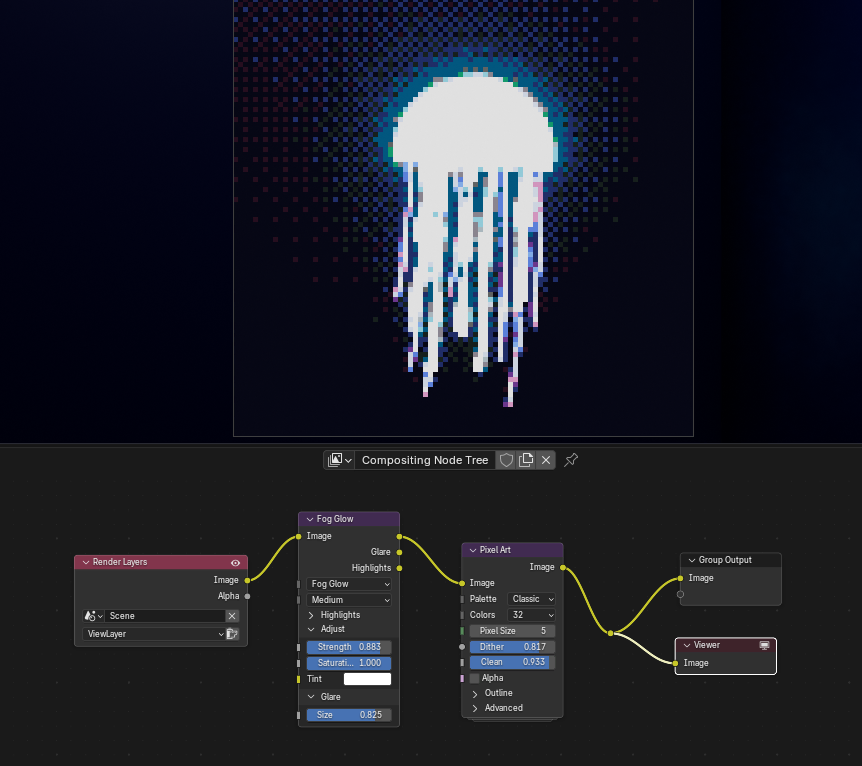 Compositing Node Tree
Render Layers
Image
Alpha
Scene
ViewLayer
Fog Glow
Image
Glare
Highlights
Fog Glow
Medium
Highlights
Adjust
Strength 0.883
Saturati... 1.000
Tint
Glare
Size 0.825
Pixel Art
Image
Image
Palette Classic
Colors 32
Pixel Size 5
Dither 0.817
Clean 0.933
Alpha
Outline
Advanced
Group Output
Image
Viewer
Image